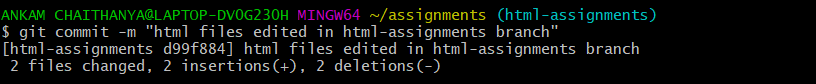 ANKAM CHAITHANYA@LAPTOP-DVOG23OH MINGW64 ~/assignments (html-assignments)
$ git commit -m "html files edited in html-assignments branch"
[html-assignments d99f884] html files edited in html-assignments branch
 2 files changed, 2 insertions(+), 2 deletions(-)